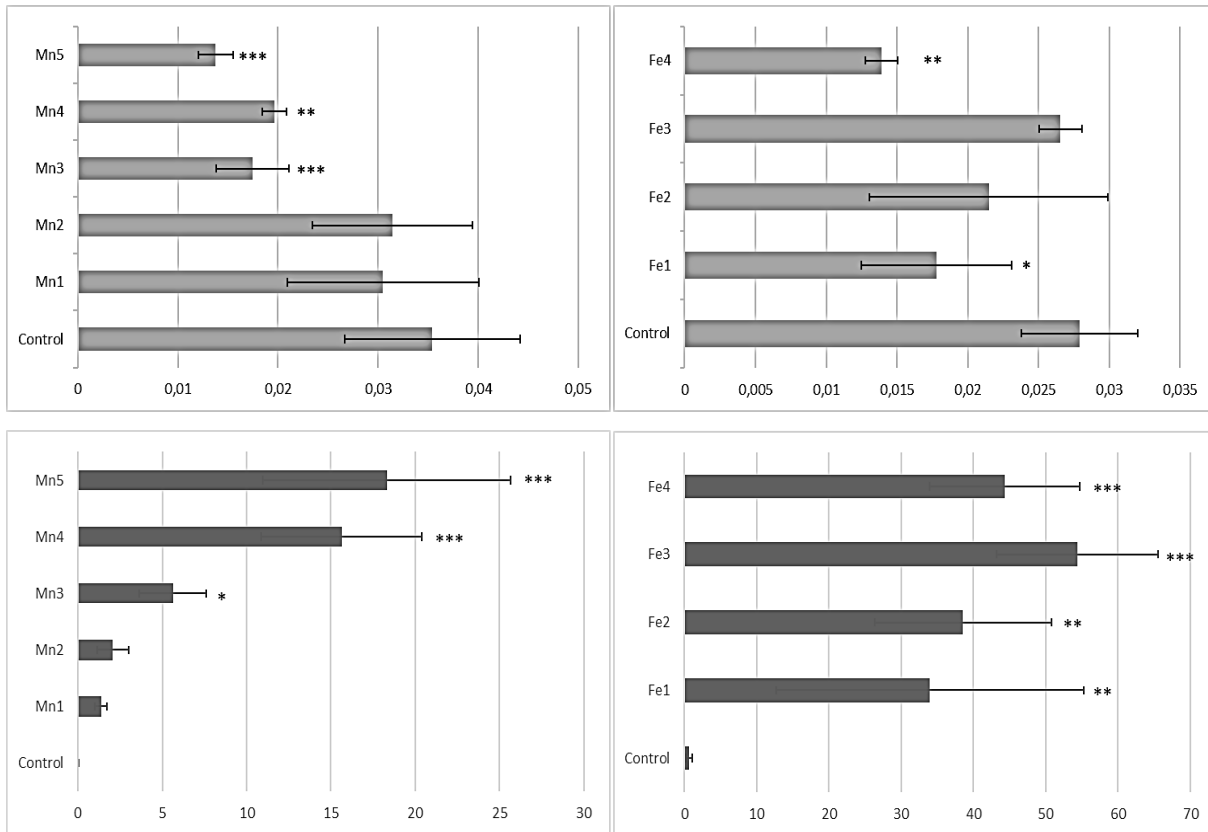 Mn5 ***
Mn4 **
Mn3 ***
Mn2
Mn1
Control
0 0,01 0,02 0,03 0,04 0,05
Fe4 **
Fe3
Fe2
Fe1 *
Control
0 0,005 0,01 0,015 0,02 0,025 0,03 0,035
Mn5 ***
Mn4 ***
Mn3 *
Mn2
Mn1
Control
0 5 10 15 20 25 30
Fe4 ***
Fe3 ***
Fe2 **
Fe1 **
Control
0 10 20 30 40 50 60 70